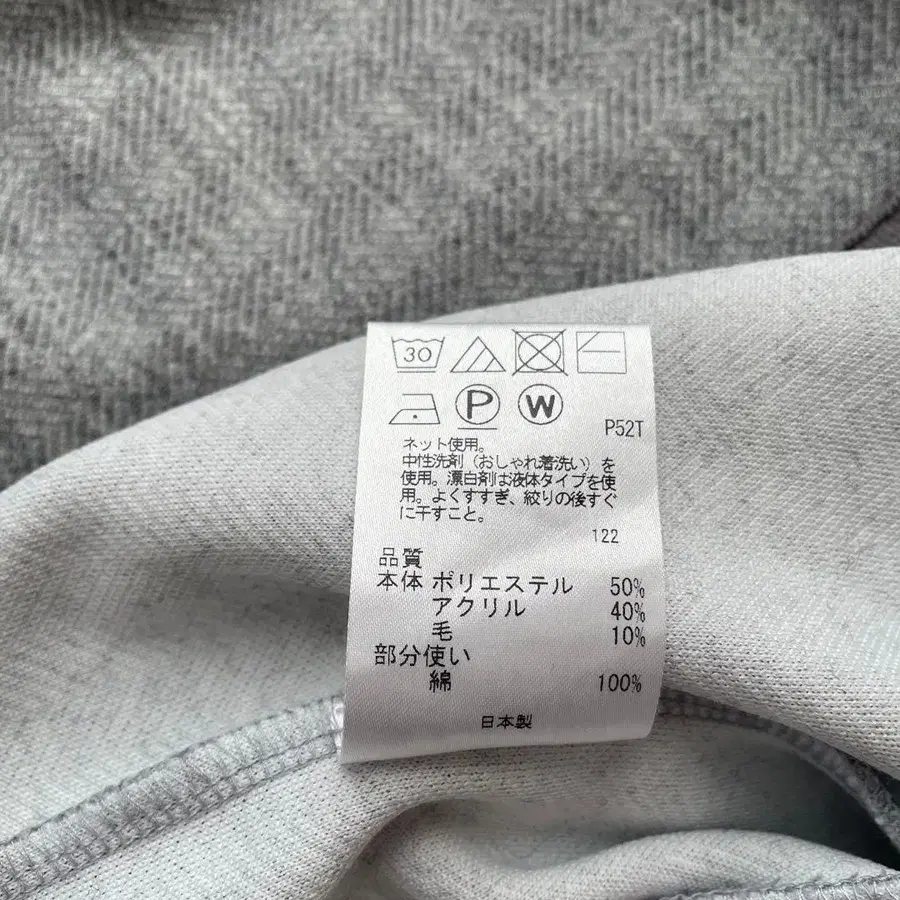 30
P W
P52T
ネット使用。
中性洗剤（おしゃれ着洗い）を
使用。漂白剤は液体タイプを使
用。よくすすぎ、絞りの後すぐ
に干すこと。
122
品質
本体 ポリエステル 50%
アクリル 40%
毛 10%
部分使い
綿 100%
日本製